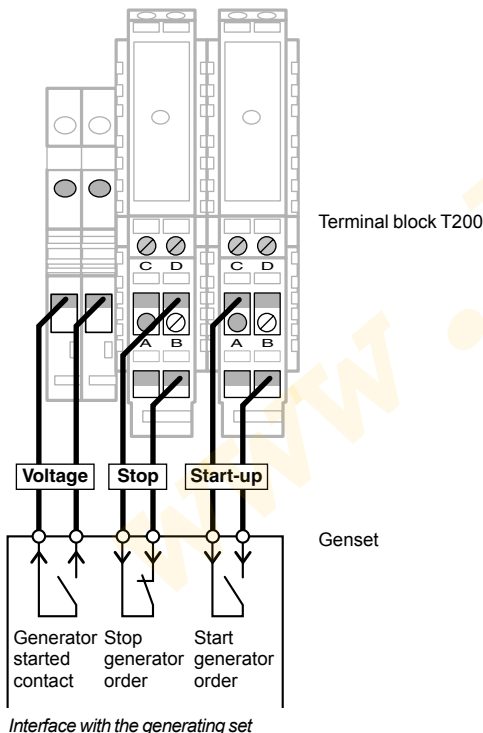 Terminal block T200
C D C D
A B A B
Voltage Stop Start-up
Genset
Generator started contact
Stop generator order
Start generator order
Interface with the generating set
www.